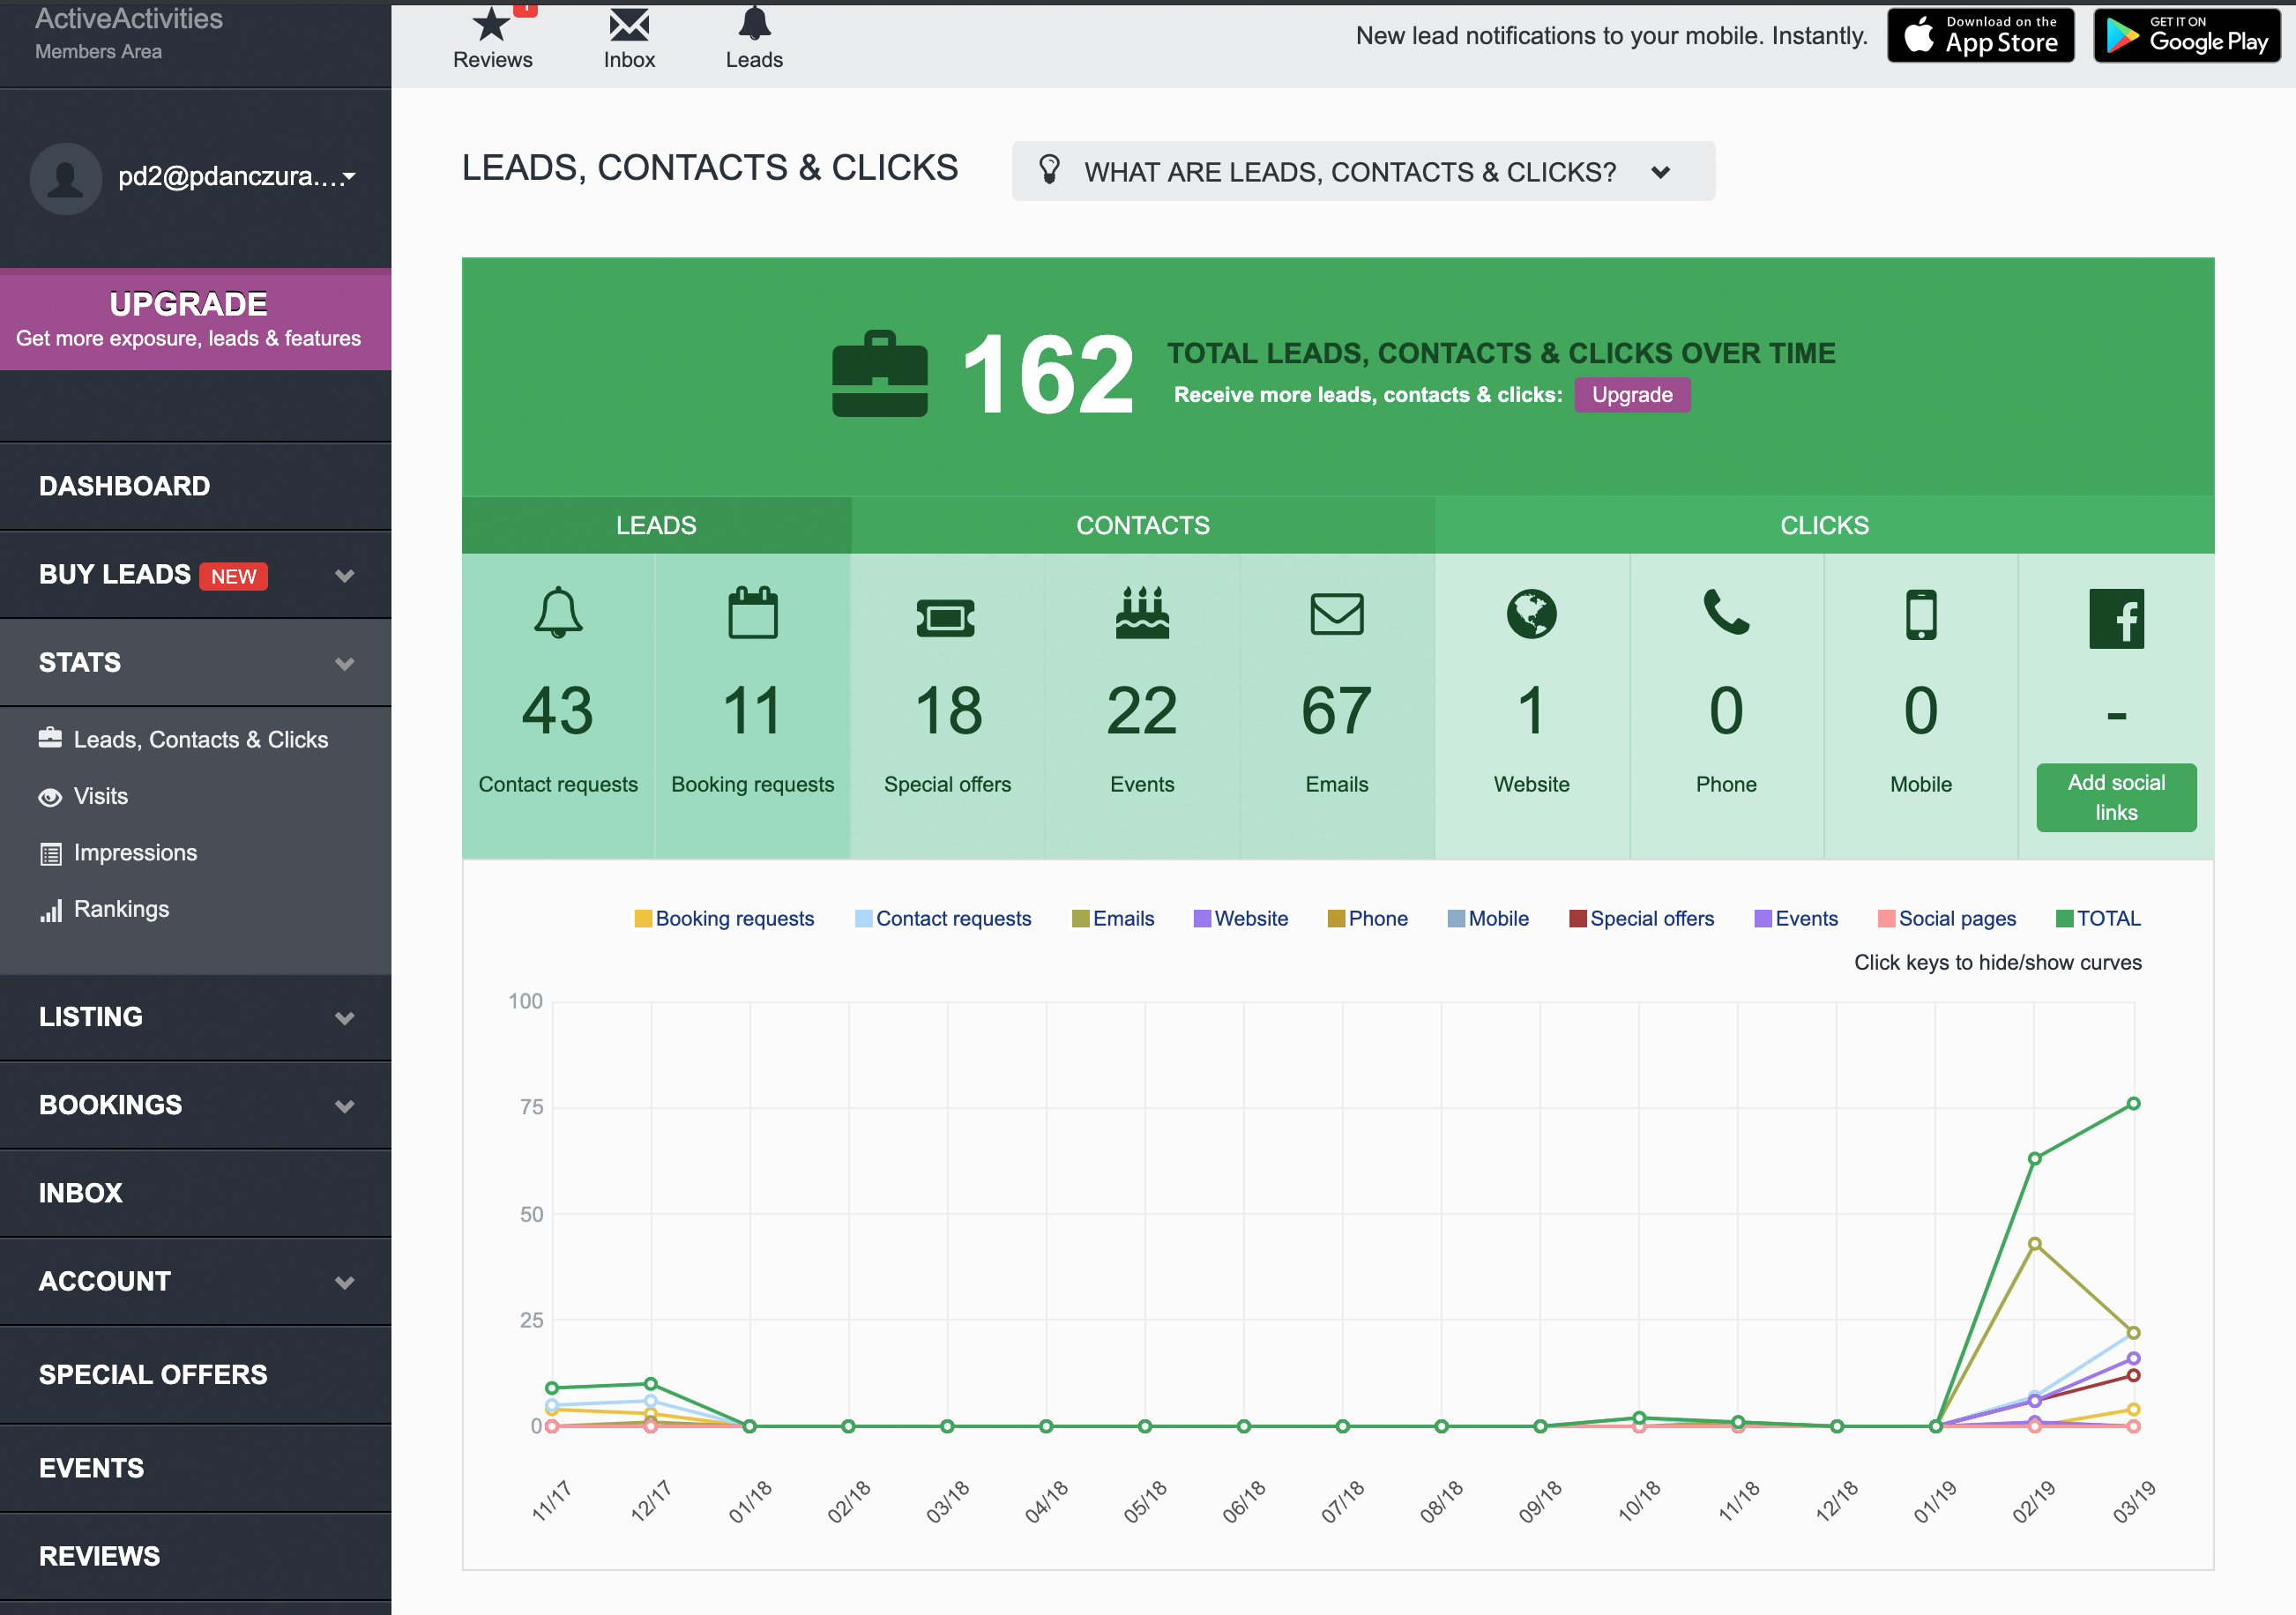 ActiveActivities
Members Area
pd2@pdanczura....
UPGRADE
Get more exposure, leads & features
DASHBOARD
BUY LEADS NEW
STATS
Leads, Contacts & Clicks
Visits
Impressions
Rankings
LISTING
BOOKINGS
INBOX
ACCOUNT
SPECIAL OFFERS
EVENTS
REVIEWS
1
Reviews
Inbox
Leads
New lead notifications to your mobile. Instantly.
Download on the
App Store
GET IT ON
Google Play
LEADS, CONTACTS & CLICKS
WHAT ARE LEADS, CONTACTS & CLICKS?
162
TOTAL LEADS, CONTACTS & CLICKS OVER TIME
Receive more leads, contacts & clicks: Upgrade
LEADS CONTACTS CLICKS
43 11 18 22 67 1 0 0 -
Contact requests Booking requests Special offers Events Emails Website Phone Mobile
Add social
links
Booking requests Contact requests Emails Website Phone Mobile Special offers Events Social pages TOTAL
Click keys to hide/show curves
100
75
50
25
0
11/17 12/17 01/18 02/18 03/18 04/18 05/18 06/18 07/18 08/18 09/18 10/18 11/18 12/18 01/19 02/19 03/19